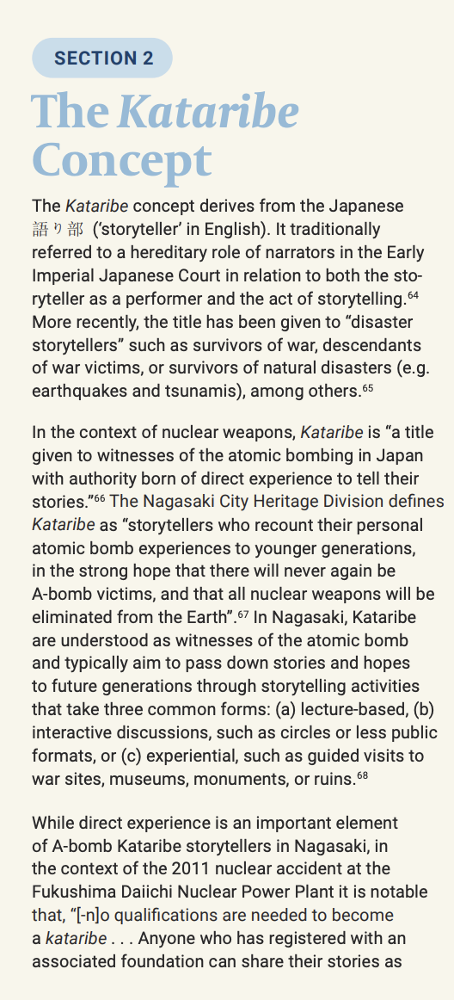 SECTION 2
The Kataribe
Concept
The Kataribe concept derives from the Japanese
語り部 (‘storyteller’ in English). It traditionally
referred to a hereditary role of narrators in the Early
Imperial Japanese Court in relation to both the sto-
ryteller as a performer and the act of storytelling.⁶⁴
More recently, the title has been given to “disaster
storytellers” such as survivors of war, descendants
of war victims, or survivors of natural disasters (e.g.
earthquakes and tsunamis), among others.⁶⁵
In the context of nuclear weapons, Kataribe is “a title
given to witnesses of the atomic bombing in Japan
with authority born of direct experience to tell their
stories.”⁶⁶ The Nagasaki City Heritage Division defines
Kataribe as “storytellers who recount their personal
atomic bomb experiences to younger generations,
in the strong hope that there will never again be
A-bomb victims, and that all nuclear weapons will be
eliminated from the Earth”.⁶⁷ In Nagasaki, Kataribe
are understood as witnesses of the atomic bomb
and typically aim to pass down stories and hopes
to future generations through storytelling activities
that take three common forms: (a) lecture-based, (b)
interactive discussions, such as circles or less public
formats, or (c) experiential, such as guided visits to
war sites, museums, monuments, or ruins.⁶⁸
While direct experience is an important element
of A-bomb Kataribe storytellers in Nagasaki, in
the context of the 2011 nuclear accident at the
Fukushima Daiichi Nuclear Power Plant it is notable
that, “[-n]o qualifications are needed to become
a kataribe . . . Anyone who has registered with an
associated foundation can share their stories as